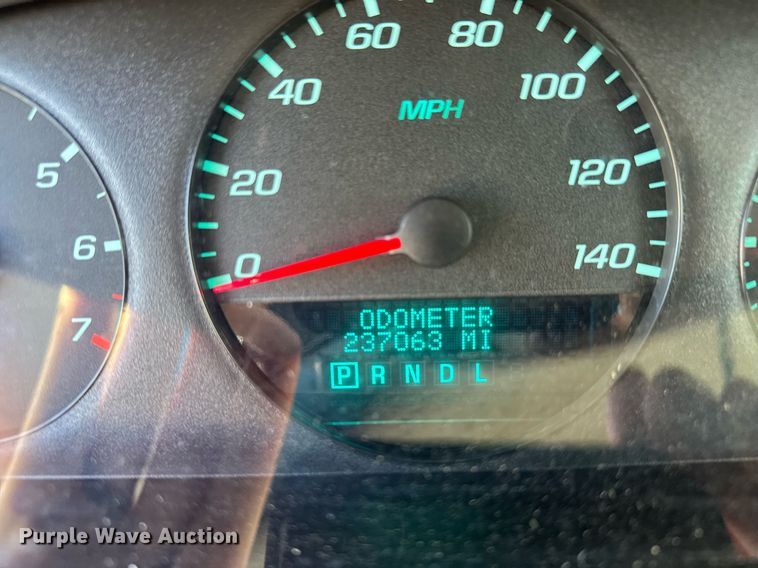 60 80
40 100
MPH
5
20 120
6
0 140
7
ODOMETER
237063 MI
P R N D L
Purple Wave Auction